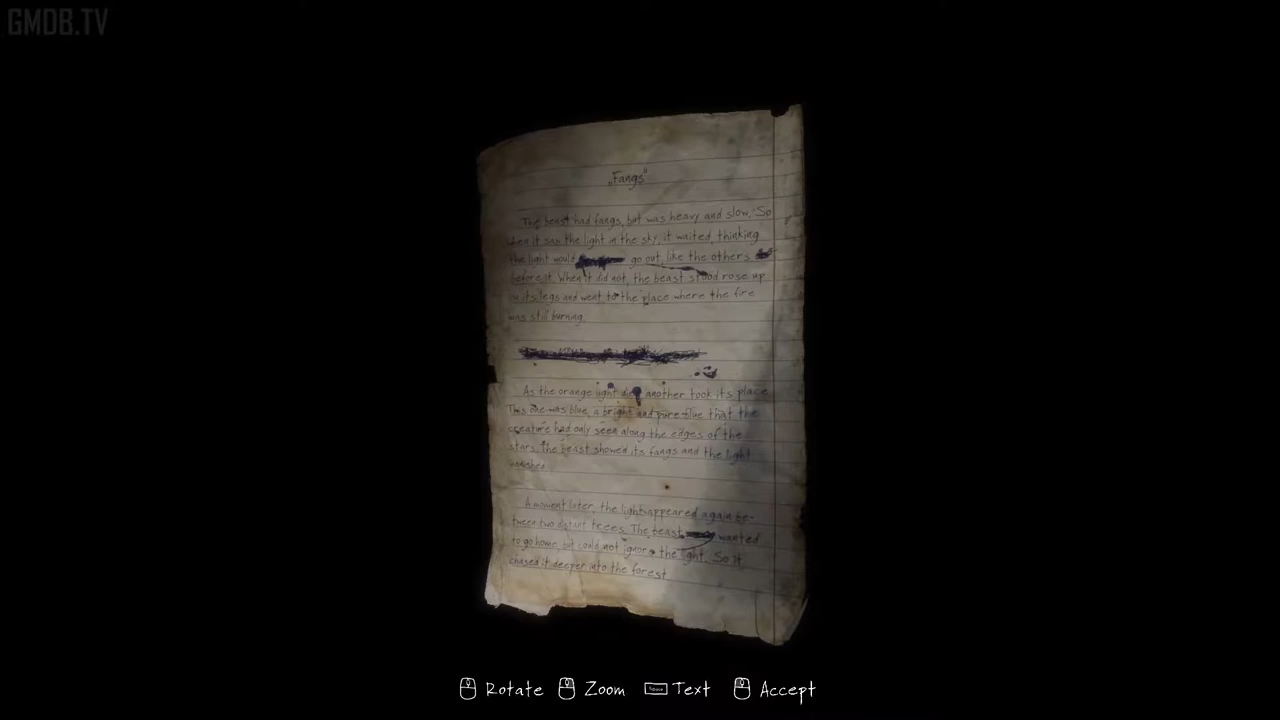 GMDB.TV
„Fangs"
The beast had fangs, but was heavy and slow. So
when it saw the light in the sky, it waited, thinking
the light would go out, like the others
before it. When it did not, the beast stood rose up
on its legs and went to the place where the fire
was still burning.
As the orange light died another took its place
This one was blue, a bright and pure blue that the
creature had only seen along the edges of the
stars. The beast showed its fangs and the light
vanished
A moment later, the light appeared again be-
tween two distant trees. The beast wanted
to go home, but could not ignore the light. So it
chased it deeper into the forest
Rotate Zoom Text Accept